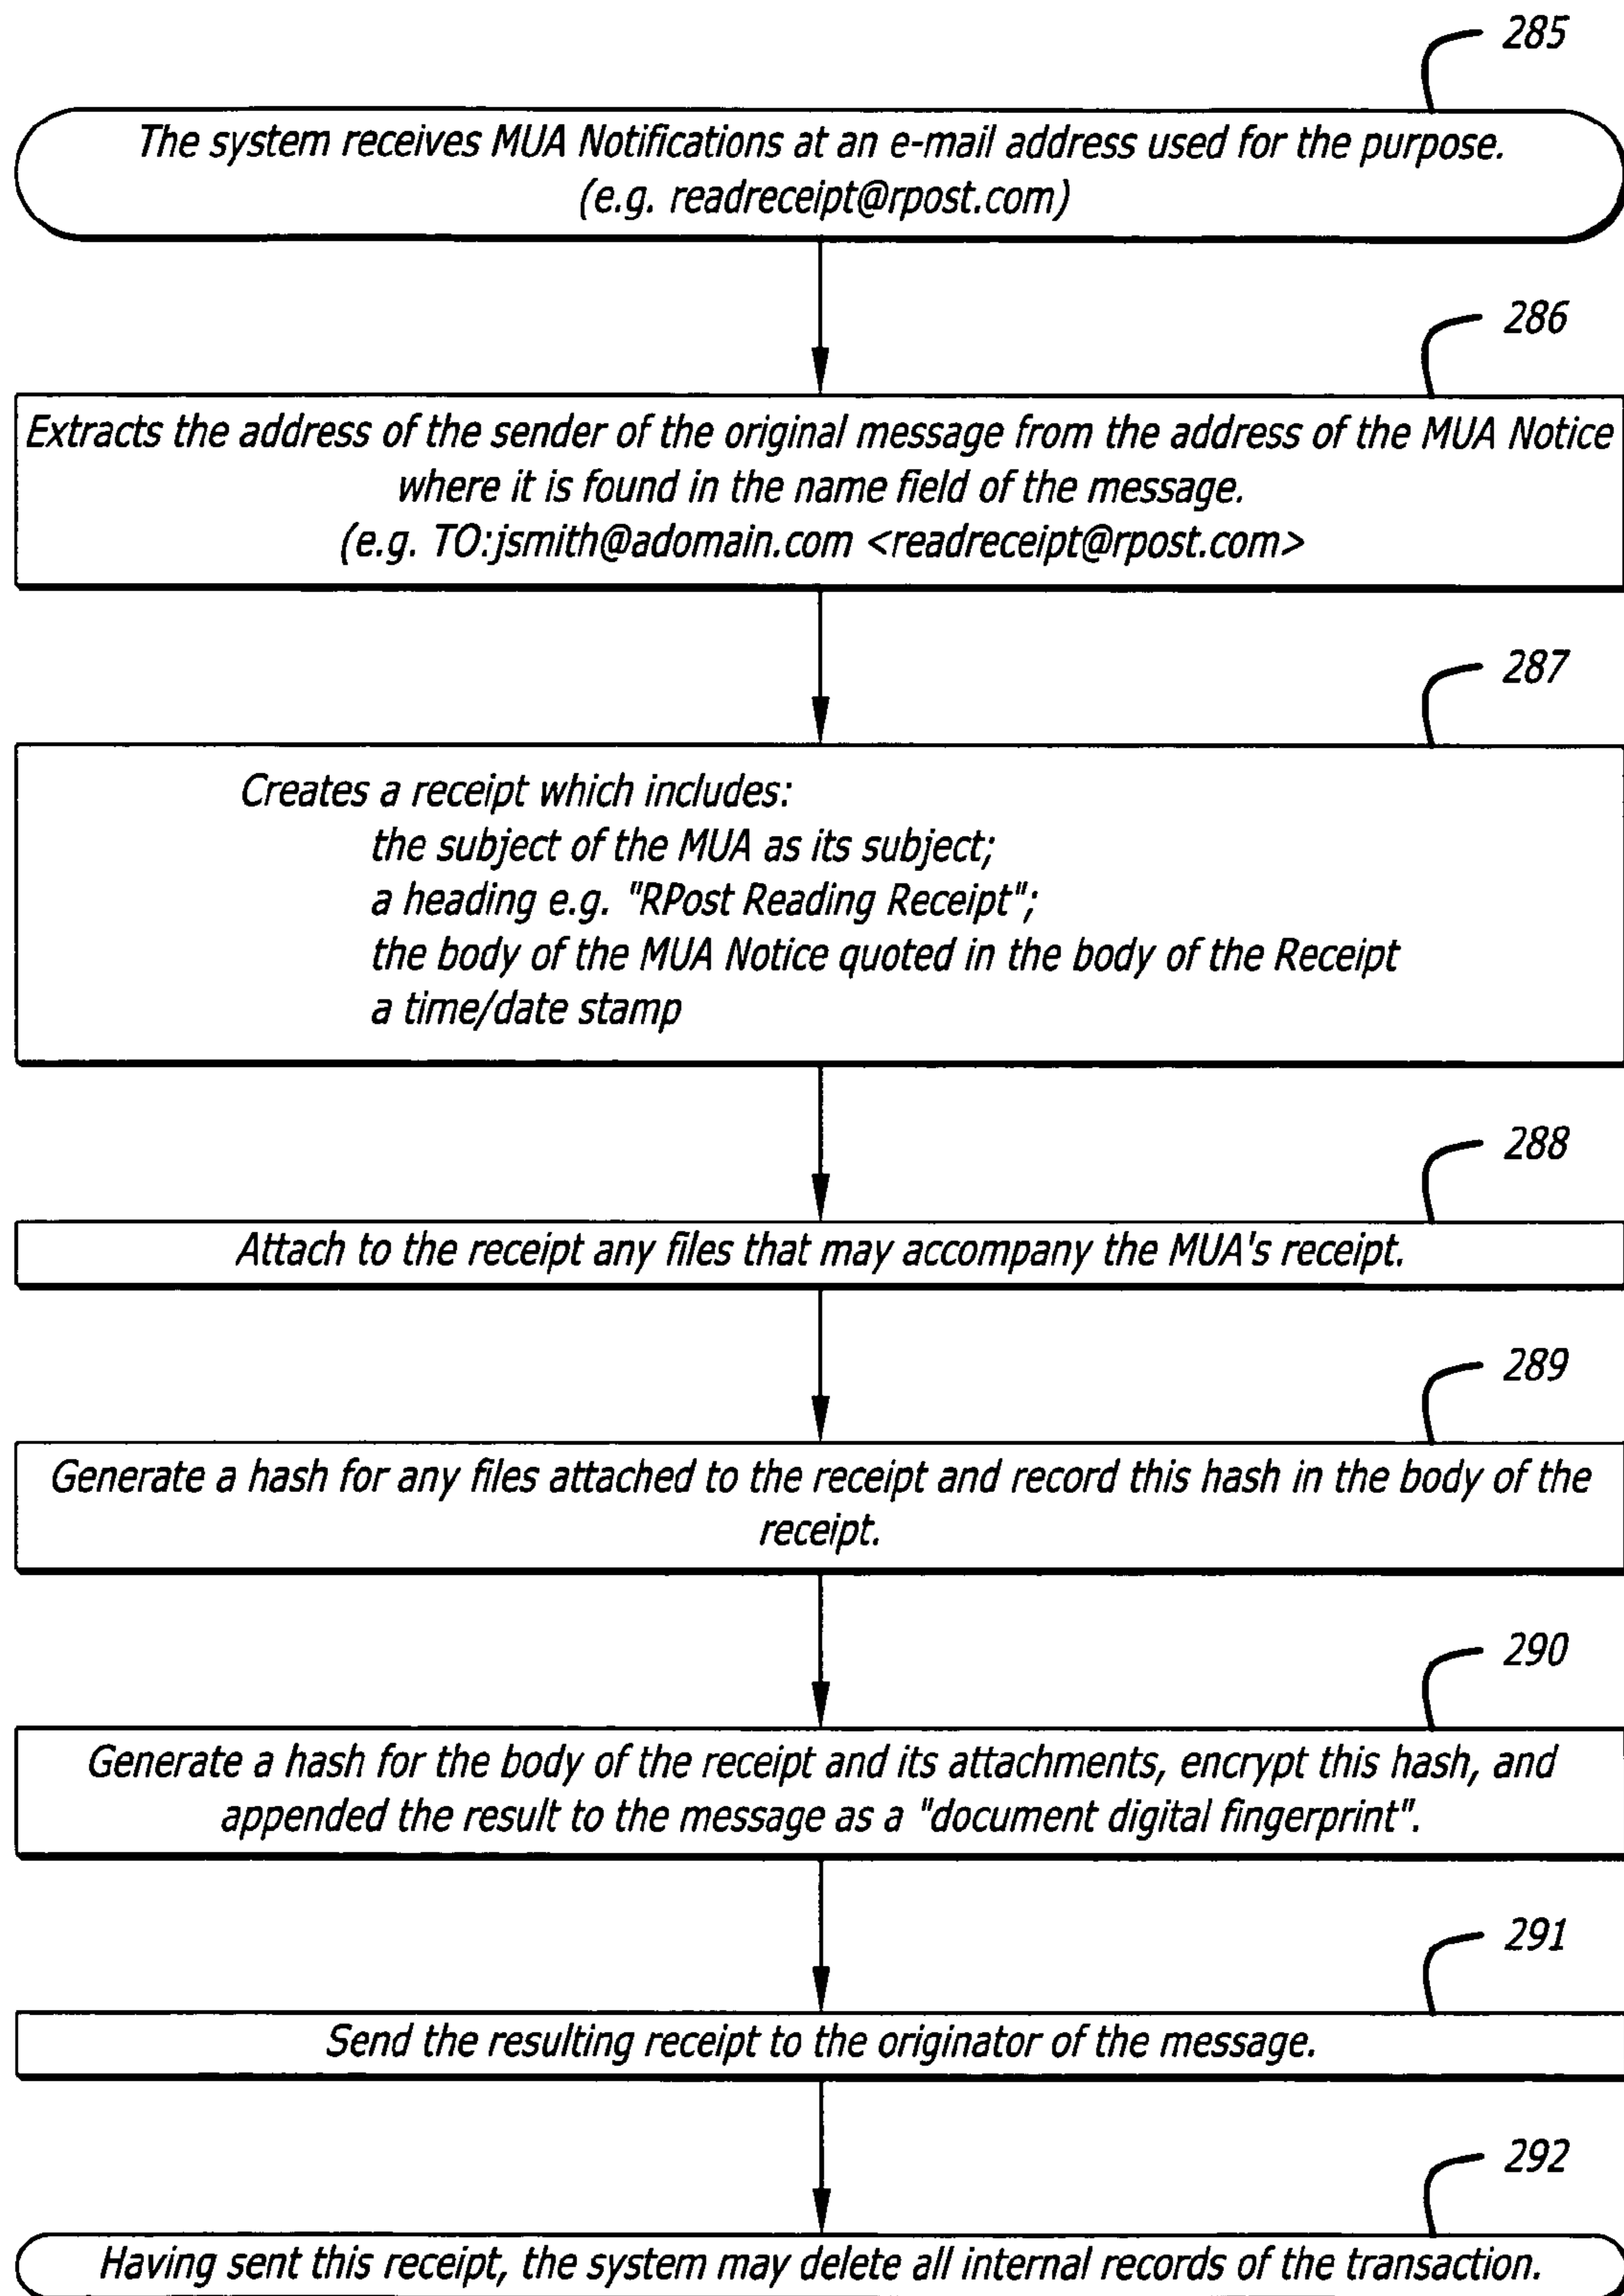 285
The system receives MUA Notifications at an e-mail address used for the purpose.
(e.g. readreceipt@rpost.com)
286
Extracts the address of the sender of the original message from the address of the MUA Notice
where it is found in the name field of the message.
(e.g. TO:jsmith@adomain.com <readreceipt@rpost.com>
287
Creates a receipt which includes:
the subject of the MUA as its subject;
a heading e.g. "RPost Reading Receipt";
the body of the MUA Notice quoted in the body of the Receipt
a time/date stamp
288
Attach to the receipt any files that may accompany the MUA's receipt.
289
Generate a hash for any files attached to the receipt and record this hash in the body of the
receipt.
290
Generate a hash for the body of the receipt and its attachments, encrypt this hash, and
appended the result to the message as a "document digital fingerprint".
291
Send the resulting receipt to the originator of the message.
292
Having sent this receipt, the system may delete all internal records of the transaction.